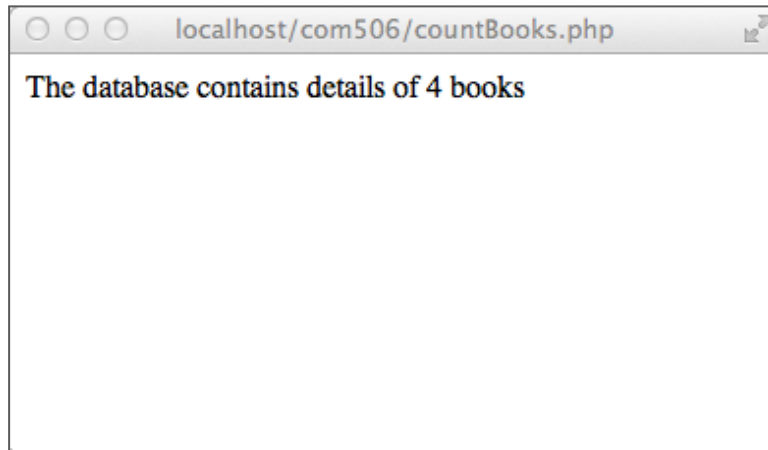 localhost/com506/countBooks.php
The database contains details of 4 books